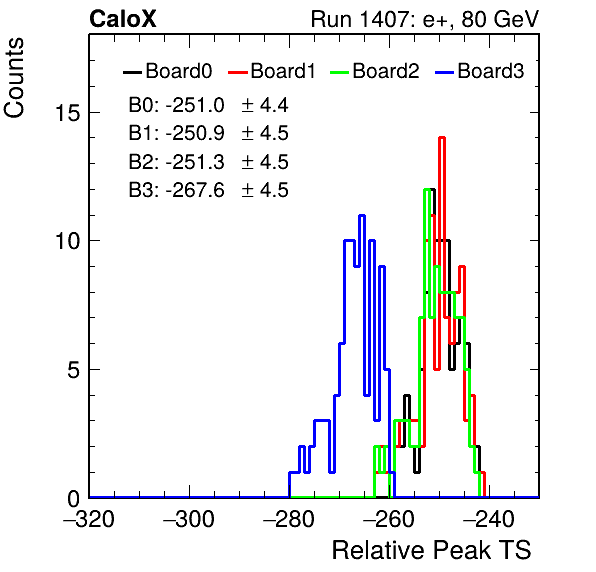 CaloX Run 1407: e+, 80 GeV
Counts
Board0 Board1 Board2 Board3
B0: -251.0 ± 4.4
B1: -250.9 ± 4.5
B2: -251.3 ± 4.5
B3: -267.6 ± 4.5
15
10
5
0
−320 −300 −280 −260 −240
Relative Peak TS